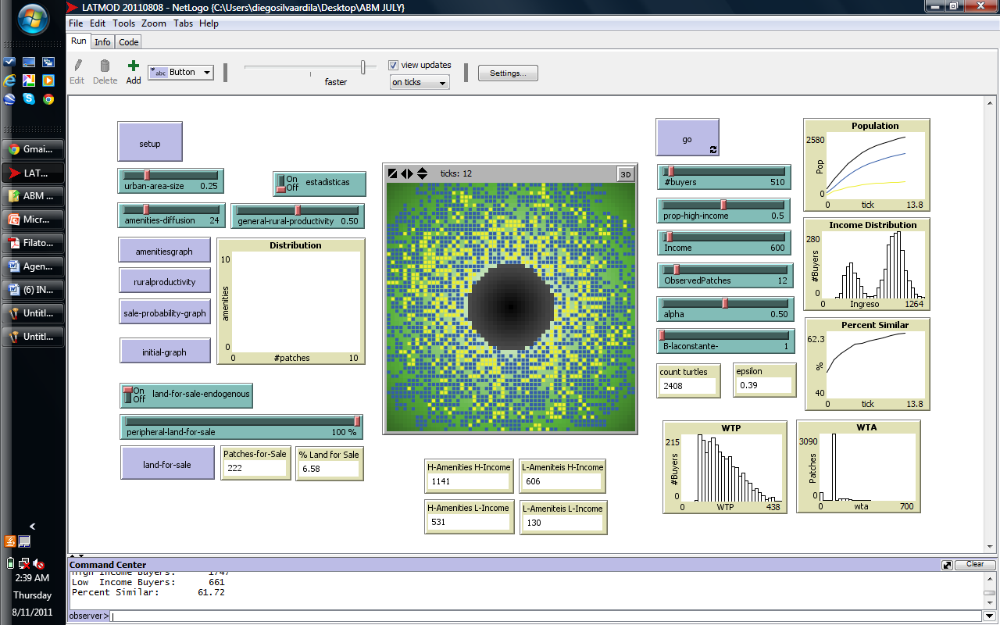 LATMOD 20110808 - NetLogo {C:\Users\diegosilvaardila\Desktop\ABM JULY}
File Edit Tools Zoom Tabs Help
Run Info Code
Edit Delete Add abc Button faster view updates on ticks Settings...
Gmai...
LAT...
ABM ...
Micr...
Filato...
Agen...
(6) IN...
Untitl...
Untitl...
2:39 AM
Thursday
8/11/2011
setup
urban-area-size 0.25
On
Off estadisticas
amenities-diffusion 24
general-rural-productivity 0.50
amenitiesgraph
ruralproductivity
sale-probability-graph
initial-graph
Distribution
10
amenities
0
0 #patches 10
On
Off land-for-sale-endogenous
peripheral-land-for-sale 100 %
land-for-sale
Patches-for-Sale
222
% Land for Sale
6.58
ticks: 12 3D
H-Amenities H-Income
1141
L-Ameniteis H-Income
606
H-Amenities L-Income
531
L-Ameniteis L-Income
130
go
#buyers 510
prop-high-income 0.5
Income 600
ObservedPatches 12
alpha 0.50
B-laconstante- 1
count turtles
2408
epsilon
0.39
Population
2580
Pop
0
0 tick 13.8
Income Distribution
280
#Buyers
0
0 Ingreso 1264
Percent Similar
62.3
%
40
0 tick 13.8
WTP
215
#Buyers
0
0 WTP 438
WTA
3090
Patches
0
0 wta 700
Command Center Clear
High Income Buyers: 1747
Low Income Buyers: 661
Percent Similar: 61.72
observer>